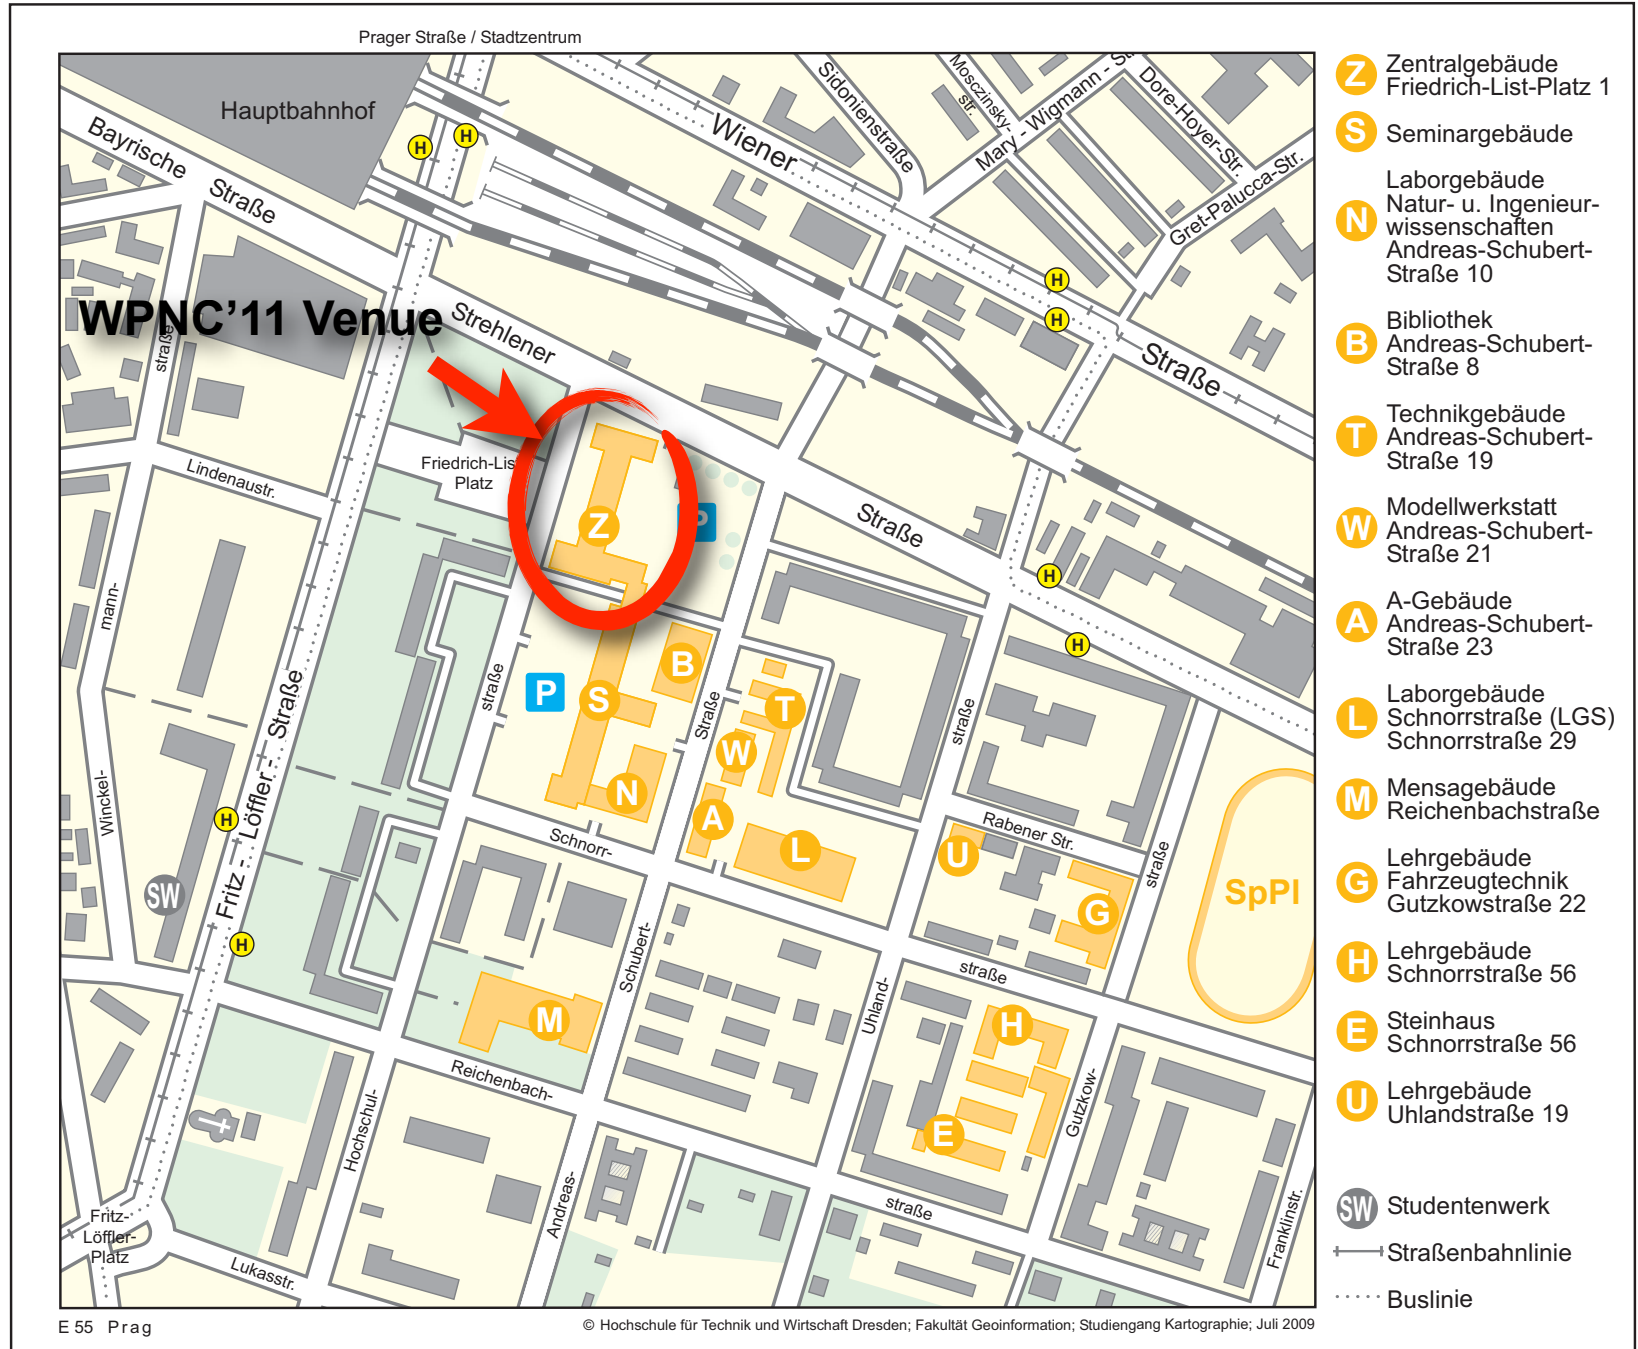 Prager Straße / Stadtzentrum
Hauptbahnhof
H
H
Bayrische
Straße
Wiener
Sidonienstraße
Mosczinsky-
str.
Mary - Wigmann - S
Dore-Hoyer-Str.
Gret-Palucca-Str.
H
H
Straße
WPNC’11 Venue
straße
Strehlener
Friedrich-Lis
Platz
Lindenaustr.
Z
P
Straße
H
H
mann-
Winckel-
straße
P
S
B
Straße
T
W
N
A
L
Schnorr-
straße
Rabener Str.
U
G
straße
SpPl
Fritz - Löffler - Straße
H
H
SW
M
Schubert-
Uhland-
straße
H
E
Gutzkow-
Reichenbach-
straße
Hochschul-
Andreas-
Franklinstr.
Fritz-
Löffler-
Platz
Lukasstr.
Z Zentralgebäude
Friedrich-List-Platz 1
S Seminargebäude
N Laborgebäude
Natur- u. Ingenieur-
wissenschaften
Andreas-Schubert-
Straße 10
B Bibliothek
Andreas-Schubert-
Straße 8
T Technikgebäude
Andreas-Schubert-
Straße 19
W Modellwerkstatt
Andreas-Schubert-
Straße 21
A A-Gebäude
Andreas-Schubert-
Straße 23
L Laborgebäude
Schnorrstraße (LGS)
Schnorrstraße 29
M Mensagebäude
Reichenbachstraße
G Lehrgebäude
Fahrzeugtechnik
Gutzkowstraße 22
H Lehrgebäude
Schnorrstraße 56
E Steinhaus
Schnorrstraße 56
U Lehrgebäude
Uhlandstraße 19
SW Studentenwerk
Straßenbahnlinie
Buslinie
E 55 Prag
© Hochschule für Technik und Wirtschaft Dresden; Fakultät Geoinformation; Studiengang Kartographie; Juli 2009